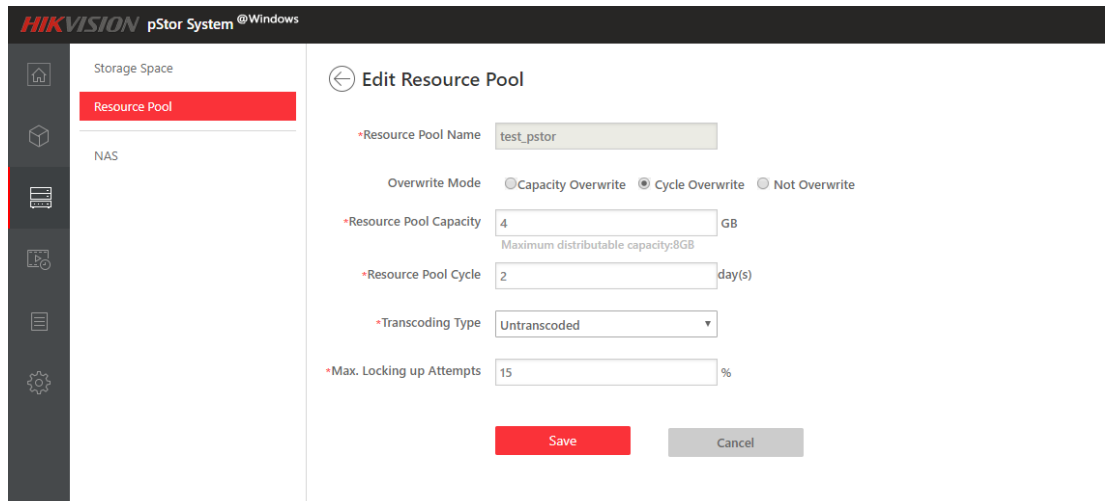 HIKVISION pStor System @Windows
Storage Space
Resource Pool
NAS
Edit Resource Pool
*Resource Pool Name test_pstor
Overwrite Mode Capacity Overwrite Cycle Overwrite Not Overwrite
*Resource Pool Capacity 4 GB
Maximum distributable capacity:8GB
*Resource Pool Cycle 2 day(s)
*Transcoding Type Untranscoded
*Max. Locking up Attempts 15 %
Save Cancel